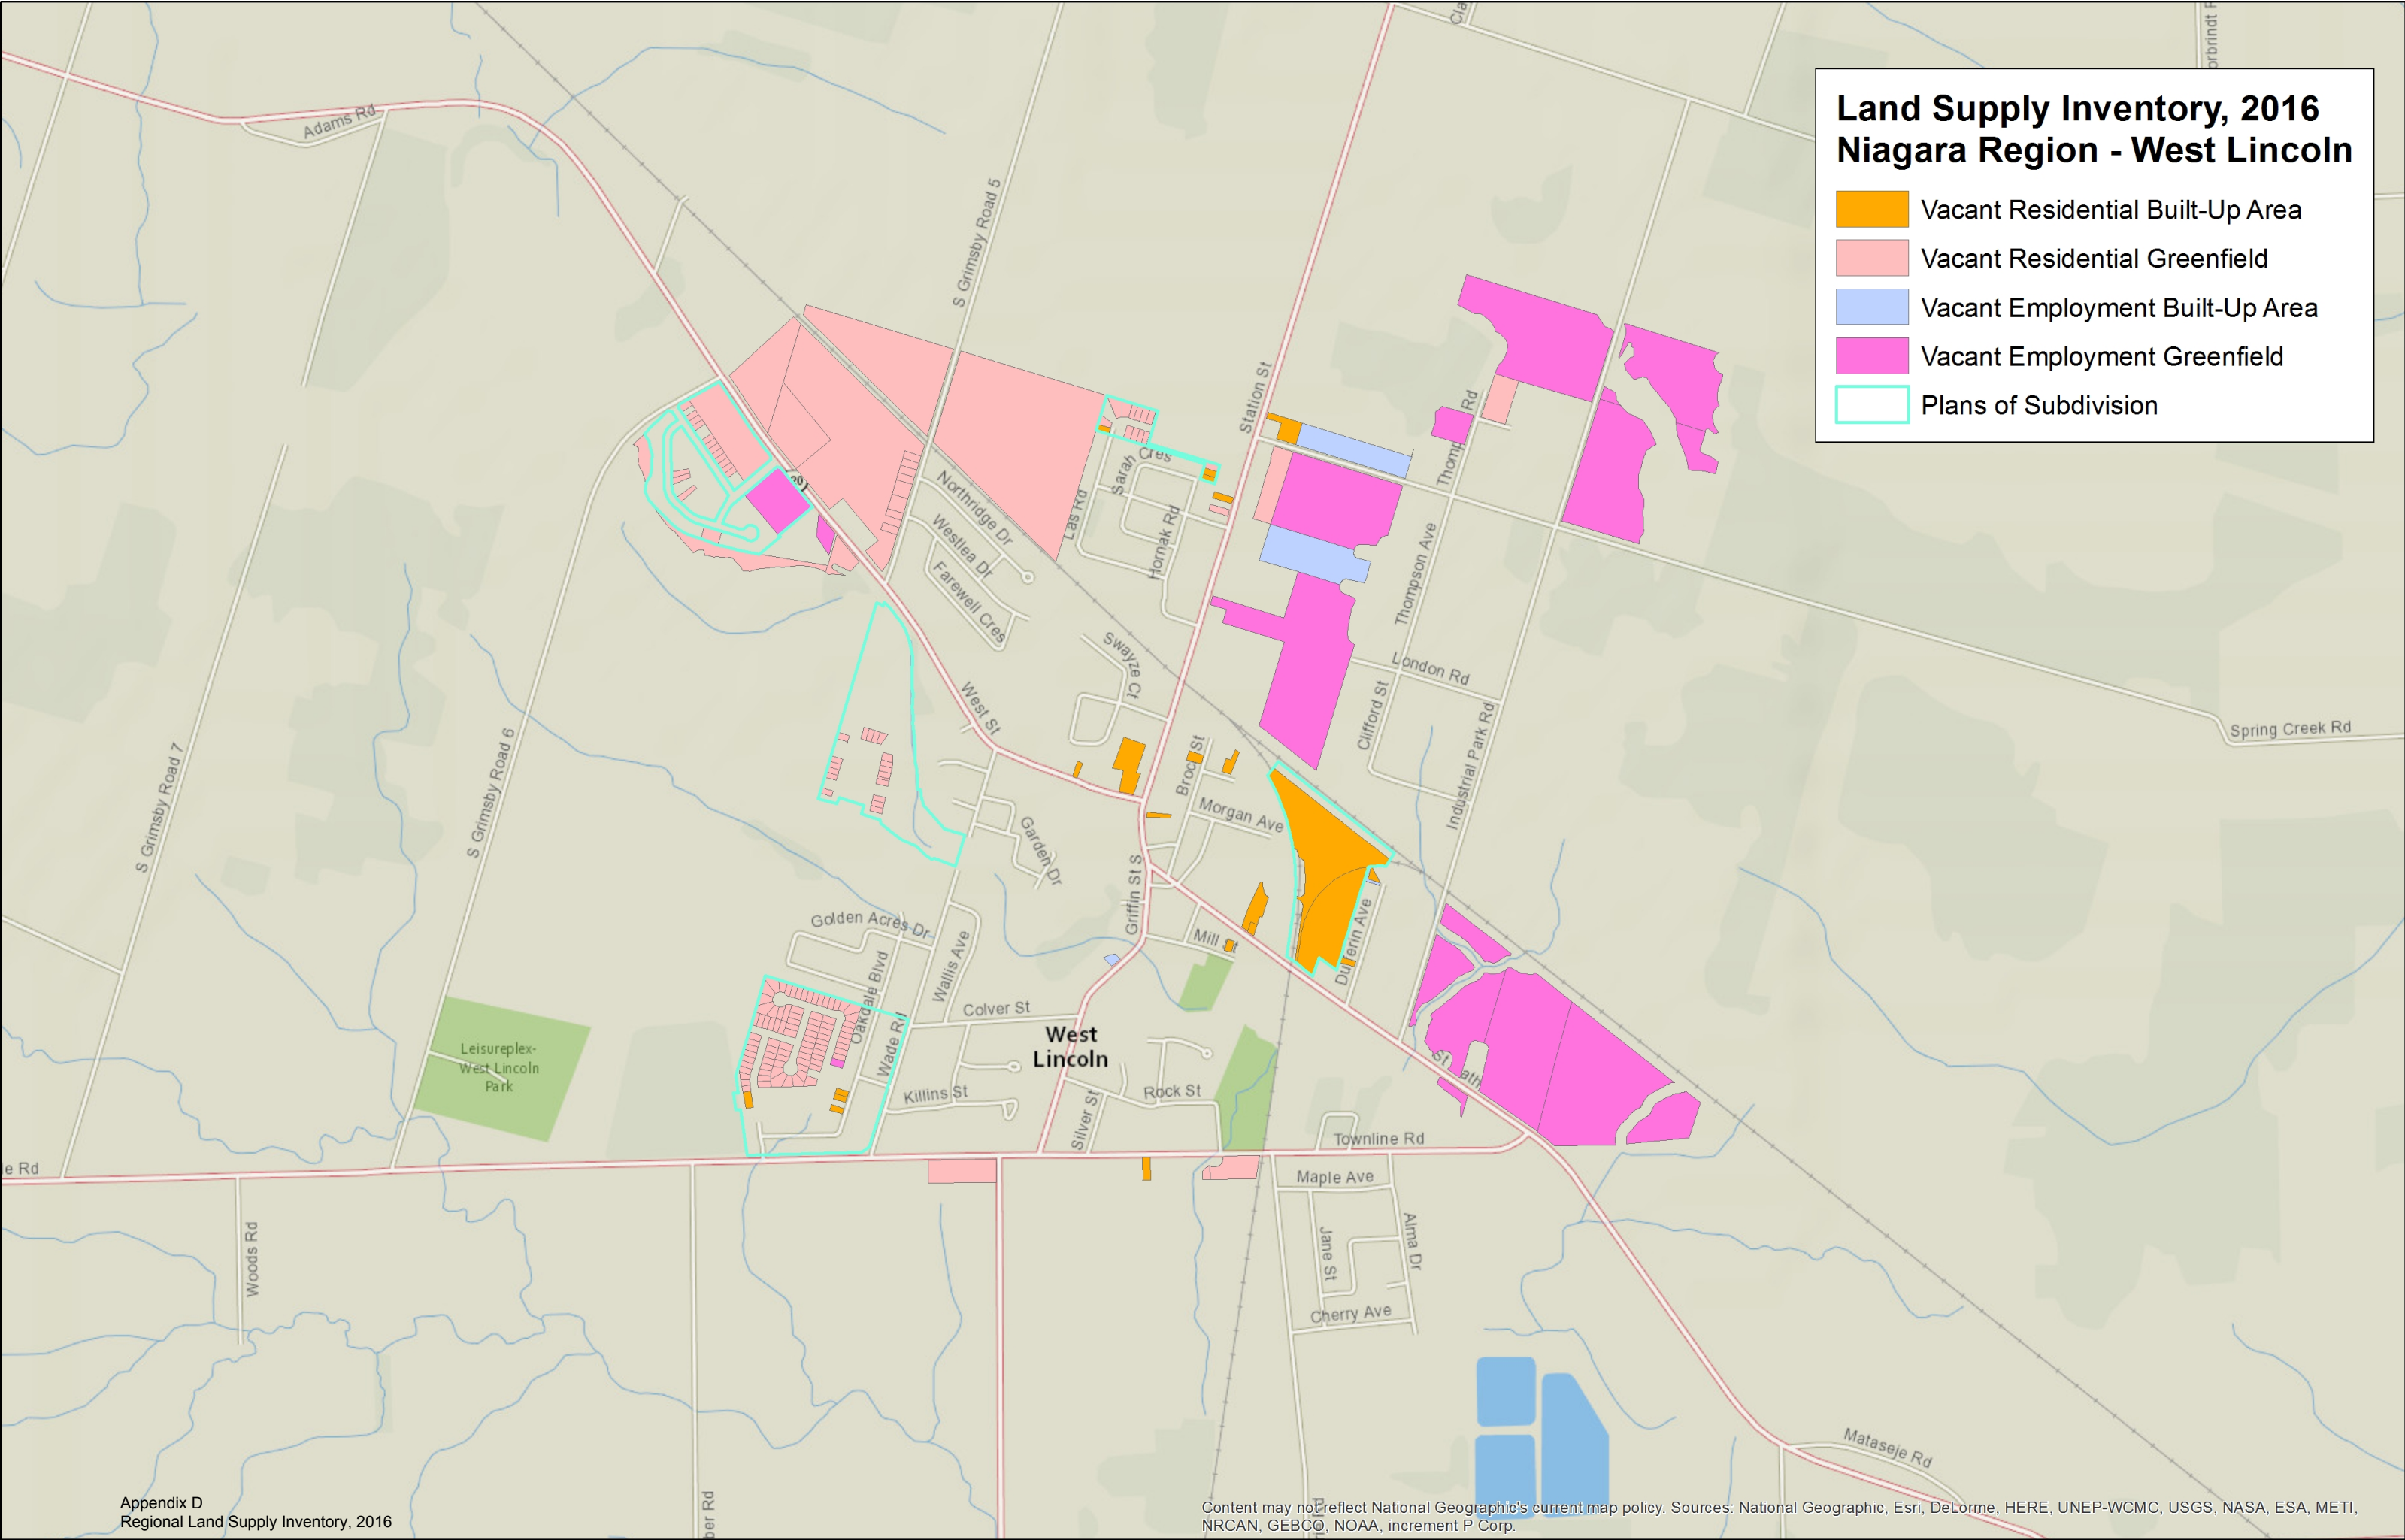 Land Supply Inventory, 2016
Niagara Region - West Lincoln
Vacant Residential Built-Up Area
Vacant Residential Greenfield
Vacant Employment Built-Up Area
Vacant Employment Greenfield
Plans of Subdivision
Adams Rd
S Grimsby Road 5
Station St
Rd
Sarah Cres
Las Rd
Hornak Rd
Northridge Dr
Westlea Dr
Farewell Cres
Thompson Ave
Swayze Ct
London Rd
West St
Clifford St
Industrial Park Rd
Spring Creek Rd
S Grimsby Road 7
S Grimsby Road 6
Morgan Ave
Garden Dr
Griffin St S
Golden Acres Dr
Wallis Ave
Mill St
Oakdale Blvd
Colver St
Wade Rd
West
Lincoln
Leisureplex-
West Lincoln
Park
Killins St
Rock St
Silver St
Townline Rd
le Rd
Maple Ave
Woods Rd
Jane St
Alma Dr
Cherry Ave
Mataseje Rd
ber Rd
Appendix D
Regional Land Supply Inventory, 2016
Content may not reflect National Geographic's current map policy. Sources: National Geographic, Esri, DeLorme, HERE, UNEP-WCMC, USGS, NASA, ESA, METI,
NRCAN, GEBCO, NOAA, increment P Corp.